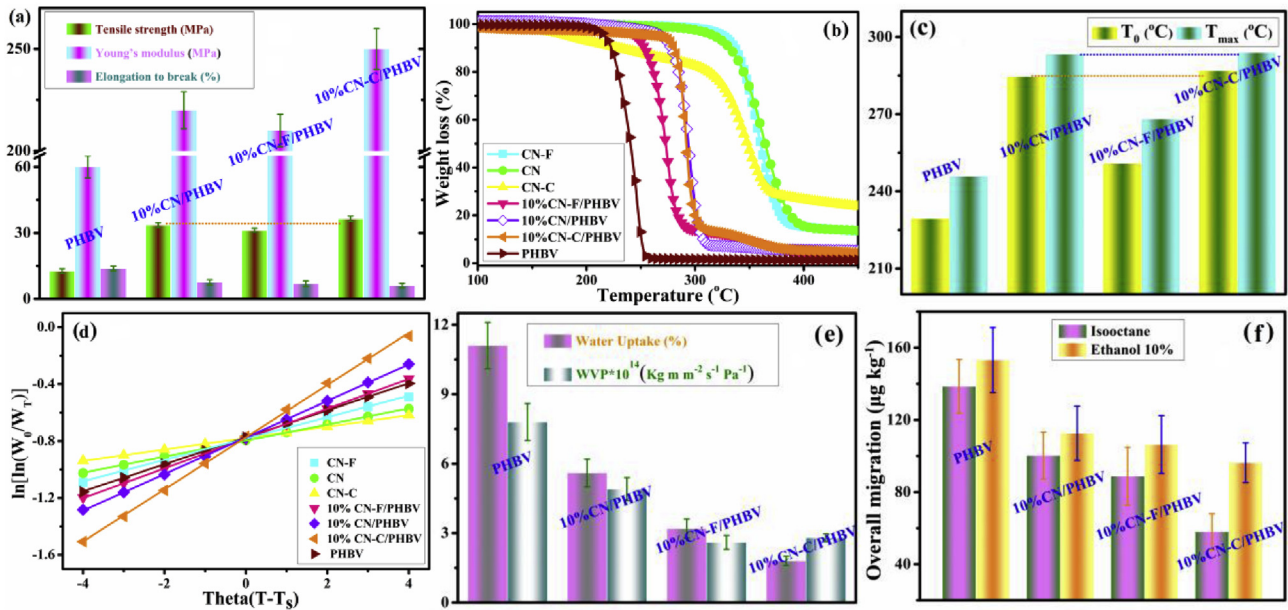 (a)
Tensile strength (MPa)
Young's modulus (MPa)
Elongation to break (%)
250
200
60
30
0
PHBV
10%CN/PHBV
10%CN-F/PHBV
10%CN-C/PHBV
(b)
Weight loss (%)
100
90
80
70
60
50
40
30
20
10
0
CN-F
CN
CN-C
10%CN-F/PHBV
10%CN/PHBV
10%CN-C/PHBV
PHBV
100 200 300 400
Temperature (°C)
(c)
T0 (°C) Tmax (°C)
300
270
240
210
PHBV
10%CN/PHBV
10%CN-F/PHBV
10%CN-C/PHBV
(d)
ln[ln(W0/WT)]
-0.0
-0.4
-0.8
-1.2
-1.6
CN-F
CN
CN-C
10% CN-F/PHBV
10% CN/PHBV
10% CN-C/PHBV
PHBV
-4 -2 0 2 4
Theta(T-TS)
(e)
Water Uptake (%)
WVP*10^14(Kg m m^-2 s^-1 Pa^-1)
12
9
6
3
0
PHBV
10%CN/PHBV
10%CN-F/PHBV
10%CN-C/PHBV
(f)
Isooctane
Ethanol 10%
Overall migration (µg kg^-1)
160
120
80
40
PHBV
10%CN/PHBV
10%CN-F/PHBV
10%CN-C/PHBV